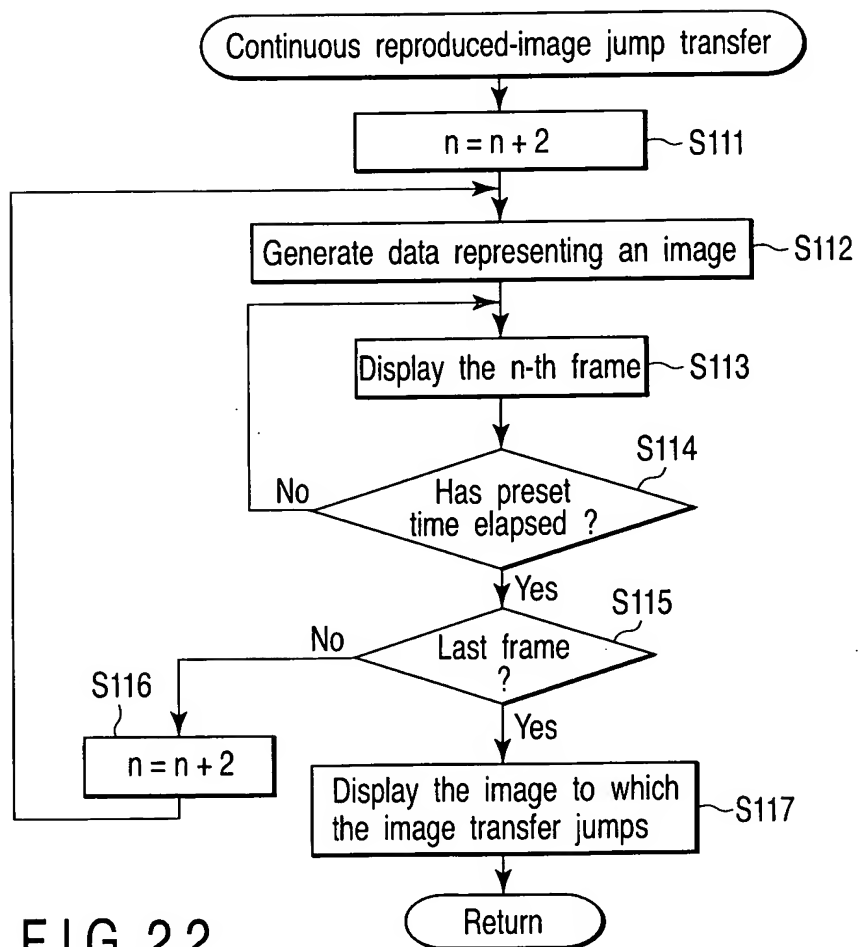 Continuous reproduced-image jump transfer
n = n + 2
S111
Generate data representing an image
S112
Display the n-th frame
S113
S114
Has preset
time elapsed ?
No
Yes
S115
Last frame
?
No
Yes
S116
n = n + 2
Display the image to which
the image transfer jumps
S117
Return
FIG. 22